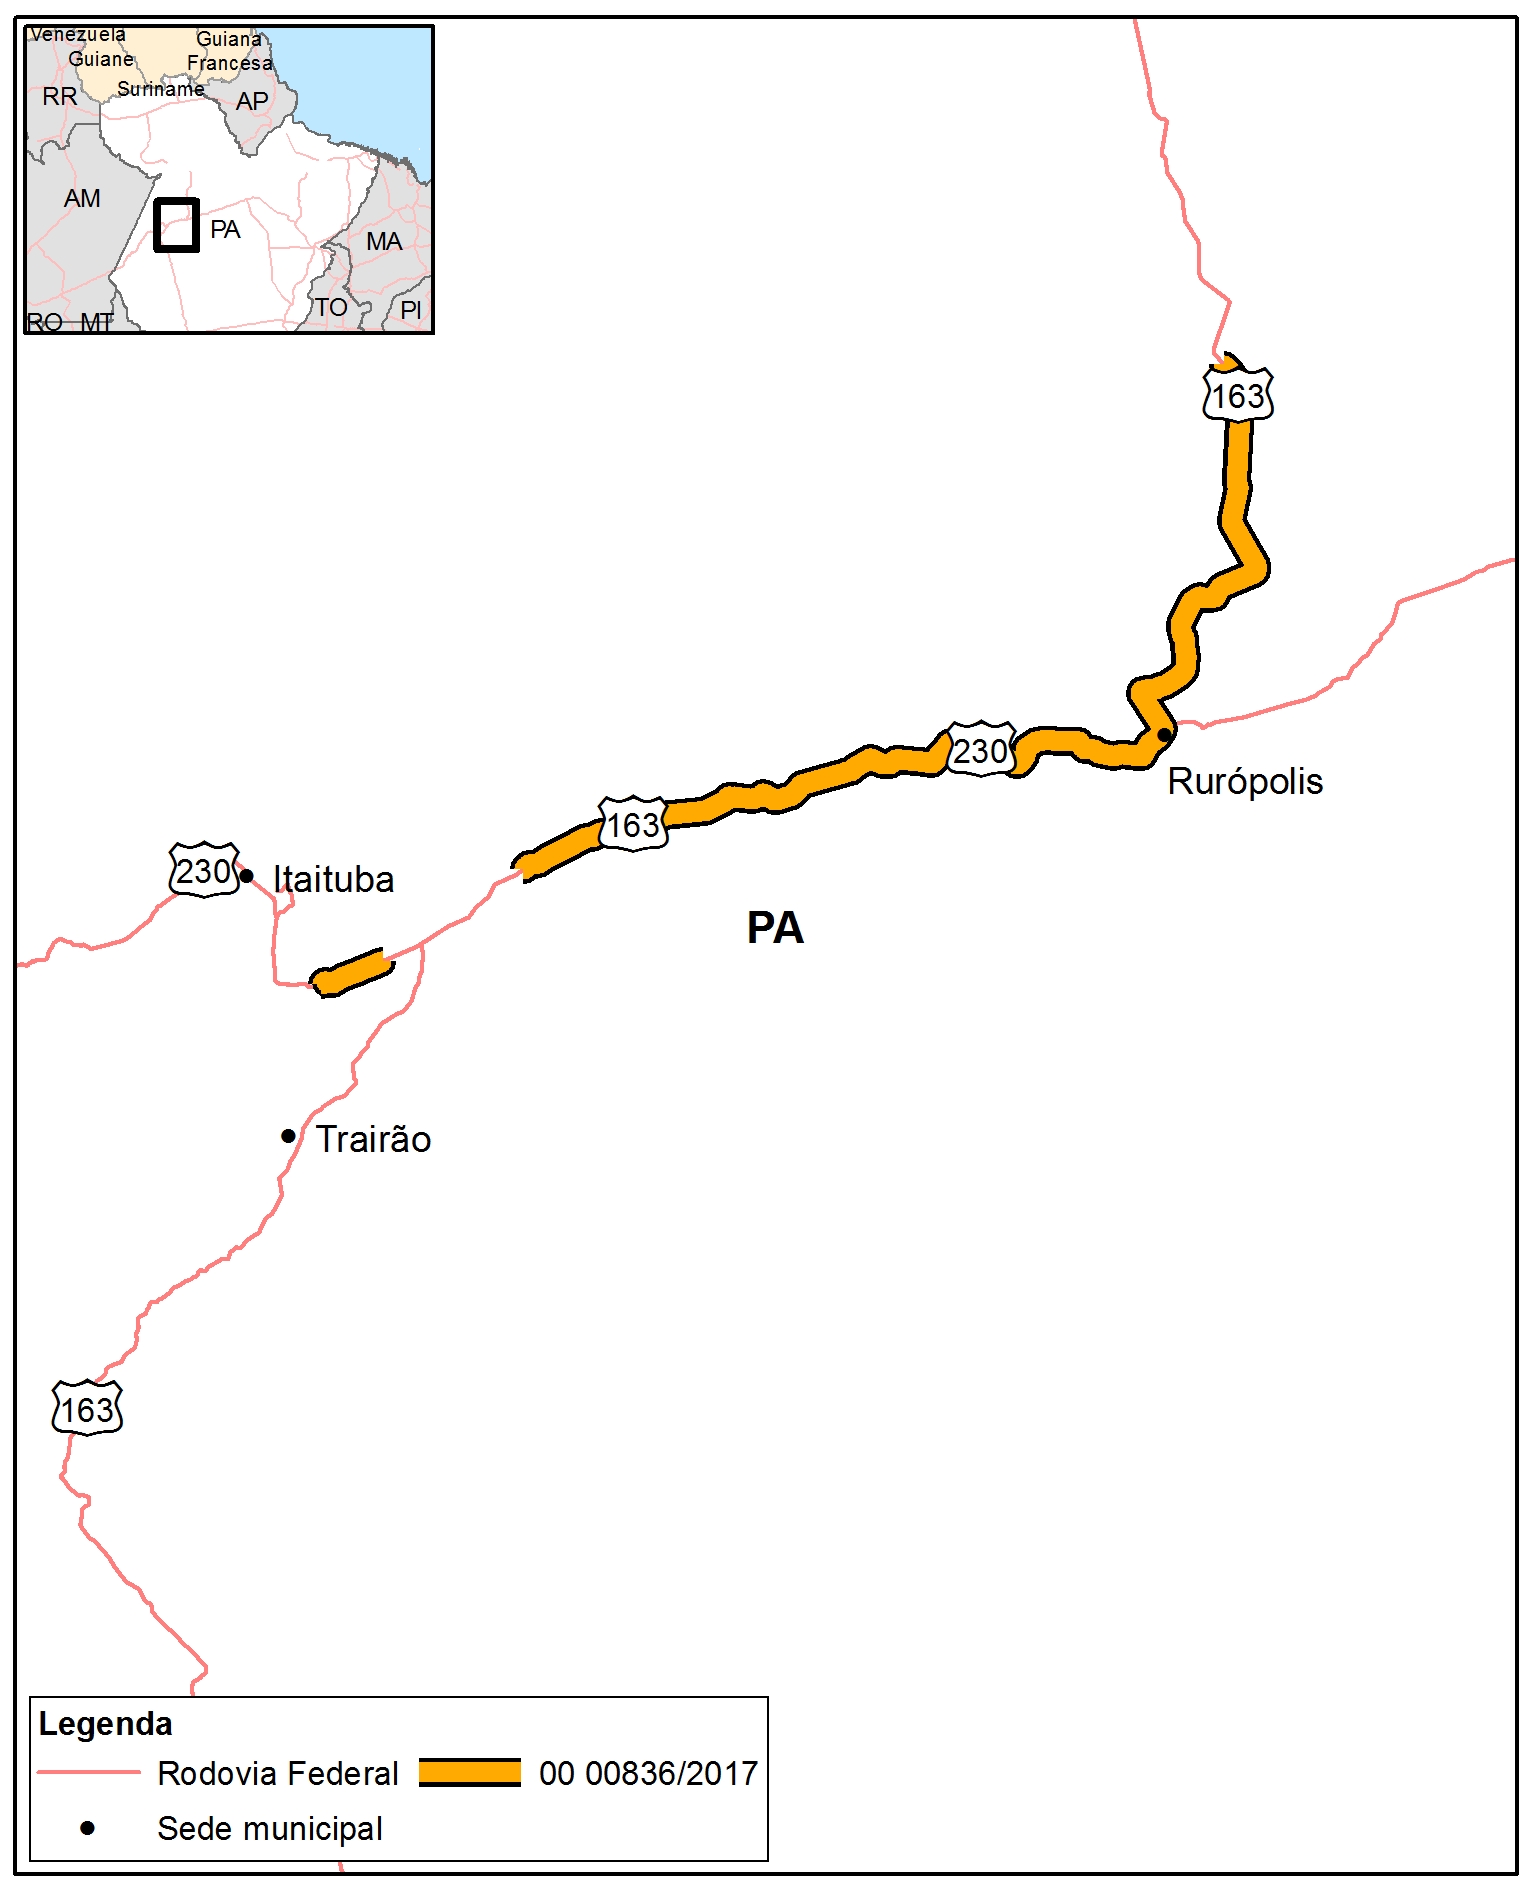 Venezuela
Guiana
Guiane
Francesa
Suriname
RR
AP
AM
PA
MA
TO
PI
RO
MT
163
Rurópolis
230
163
230
Itaituba
PA
Trairão
163
Legenda
Rodovia Federal
00 00836/2017
Sede municipal